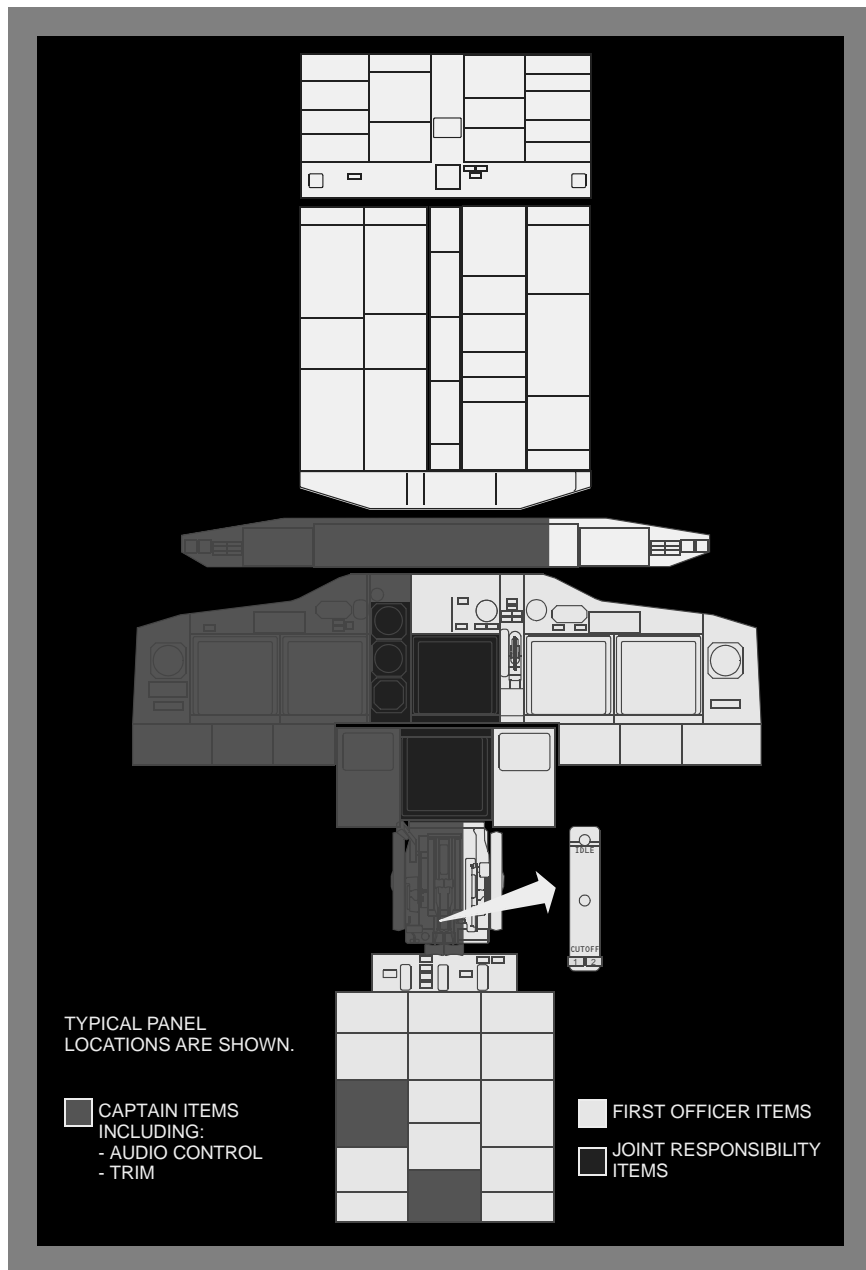 IDLE
CUTOFF
1 2
TYPICAL PANEL
LOCATIONS ARE SHOWN.
CAPTAIN ITEMS
INCLUDING:
- AUDIO CONTROL
- TRIM
FIRST OFFICER ITEMS
JOINT RESPONSIBILITY
ITEMS